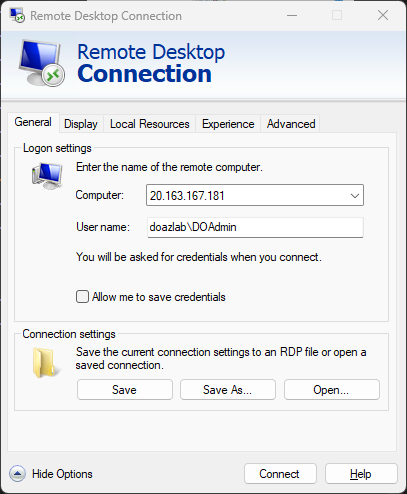 Remote Desktop Connection
Remote Desktop
Connection
General Display Local Resources Experience Advanced
Logon settings
Enter the name of the remote computer.
Computer: 20.163.167.181
User name: doazlab\DOAdmin
You will be asked for credentials when you connect.
Allow me to save credentials
Connection settings
Save the current connection settings to an RDP file or open a
saved connection.
Save Save As... Open...
Hide Options Connect Help